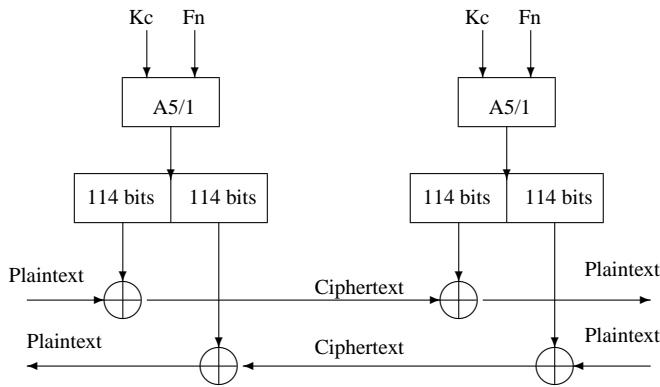 Kc Fn Kc Fn
A5/1 A5/1
114 bits 114 bits 114 bits 114 bits
Plaintext Ciphertext Plaintext
Plaintext Ciphertext Plaintext